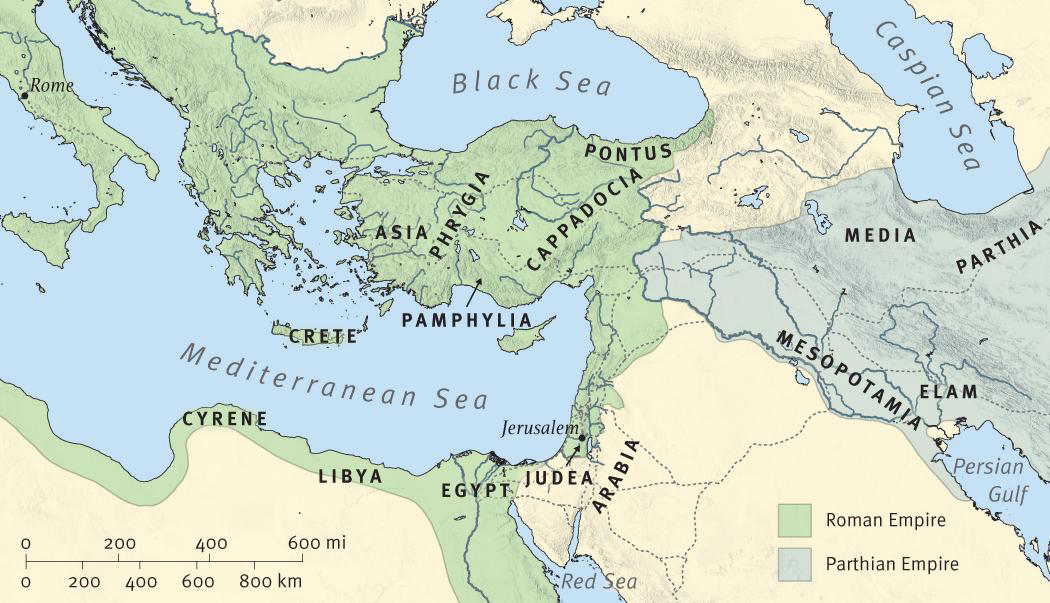 Rome
Black Sea
Caspian Sea
PONTUS
PHRYGIA
CAPPADOCIA
ASIA
MEDIA
PARTHIA
PAMPHYLIA
CRETE
Mediterranean Sea
MESOPOTAMIA
ELAM
CYRENE
Jerusalem
LIBYA
EGYPT
JUDEA
ARABIA
Persian
Gulf
Roman Empire
Parthian Empire
0 200 400 600 mi
0 200 400 600 800 km
Red Sea